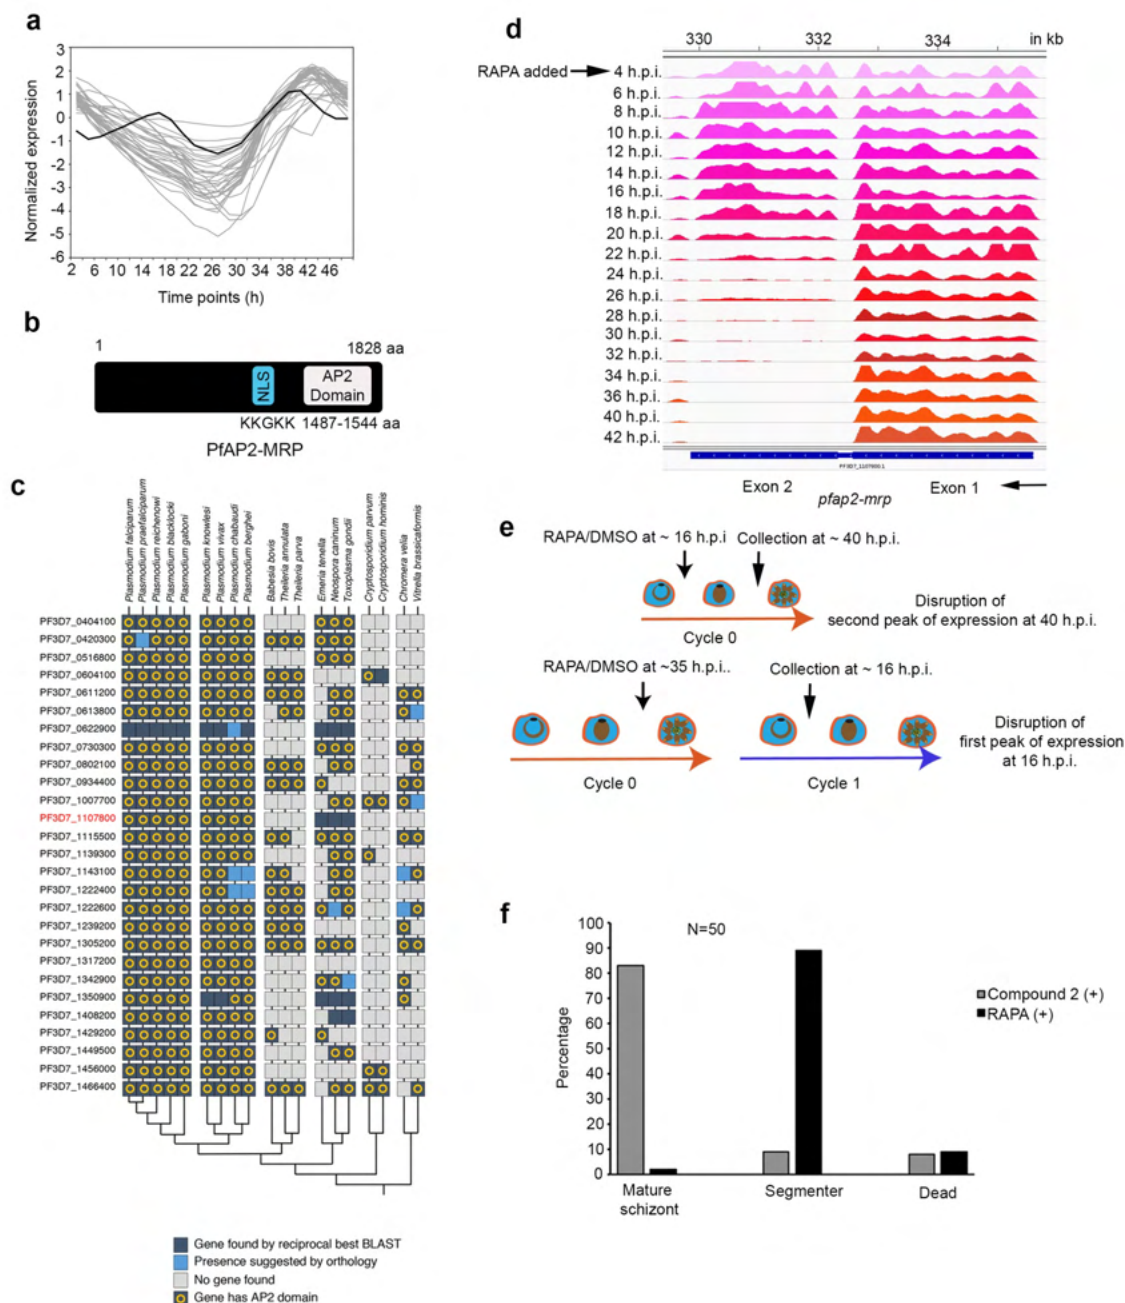 a
3
2
1
0
-1
-2
-3
-4
-5
-6
Normalized expression
2 6 10 14 18 22 26 30 34 38 42 46
Time points (h)
b
1 1828 aa
NLS
AP2
Domain
KKGKK 1487-1544 aa
PfAP2-MRP
c
Plasmodium falciparum
Plasmodium praefalciparum
Plasmodium reichenowi
Plasmodium blacklocki
Plasmodium gaboni
Plasmodium knowlesi
Plasmodium vivax
Plasmodium chabaudi
Plasmodium berghei
Babesia bovis
Theileria annulata
Theileria parva
Emeria tenella
Neospora caninum
Toxoplasma gondii
Cryptosporidium parvum
Cryptosporidium hominis
Chromera velia
Vitrella brassicaformis
PF3D7_0404100
PF3D7_0420300
PF3D7_0516800
PF3D7_0604100
PF3D7_0611200
PF3D7_0613800
PF3D7_0622900
PF3D7_0730300
PF3D7_0802100
PF3D7_0934400
PF3D7_1007700
PF3D7_1107800
PF3D7_1115500
PF3D7_1139300
PF3D7_1143100
PF3D7_1222400
PF3D7_1222600
PF3D7_1239200
PF3D7_1305200
PF3D7_1317200
PF3D7_1342900
PF3D7_1350900
PF3D7_1408200
PF3D7_1429200
PF3D7_1449500
PF3D7_1456000
PF3D7_1466400
Gene found by reciprocal best BLAST
Presence suggested by orthology
No gene found
Gene has AP2 domain
d
330 332 334 in kb
RAPA added
4 h.p.i.
6 h.p.i.
8 h.p.i.
10 h.p.i.
12 h.p.i.
14 h.p.i.
16 h.p.i.
18 h.p.i.
20 h.p.i.
22 h.p.i.
24 h.p.i.
26 h.p.i.
28 h.p.i.
30 h.p.i.
32 h.p.i.
34 h.p.i.
36 h.p.i.
40 h.p.i.
42 h.p.i.
PF3D7_1107800.1
Exon 2 Exon 1
pfap2-mrp
e
RAPA/DMSO at ~ 16 h.p.i Collection at ~ 40 h.p.i.
Cycle 0
Disruption of
second peak of expression at 40 h.p.i.
RAPA/DMSO at ~35 h.p.i.. Collection at ~ 16 h.p.i.
Cycle 0
Cycle 1
Disruption of
first peak of expression
at 16 h.p.i.
f
N=50
100
90
80
70
60
50
40
30
20
10
0
Percentage
Mature
schizont
Segmenter
Dead
Compound 2 (+)
RAPA (+)